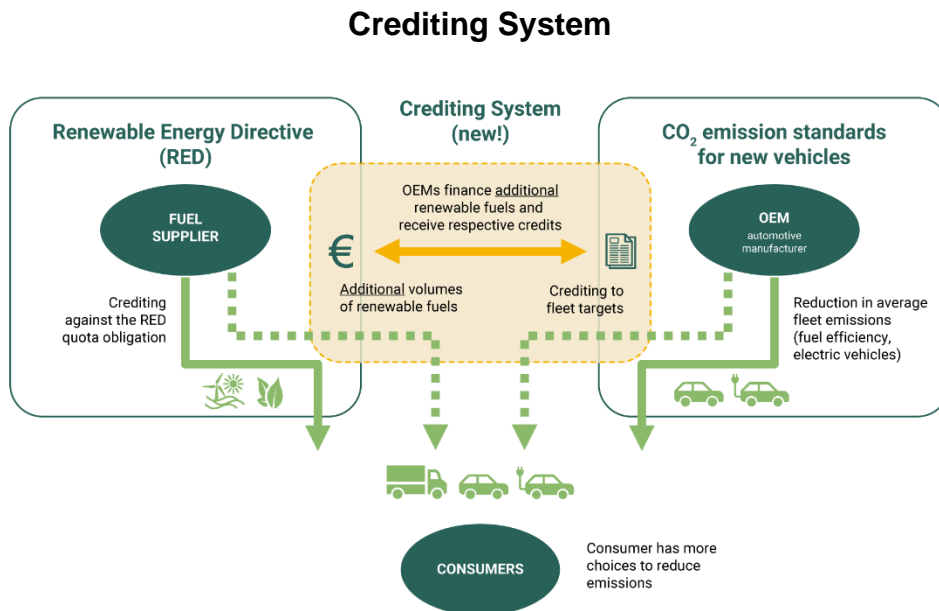 Crediting System
Renewable Energy Directive
(RED)
Crediting System
(new!)
CO₂ emission standards
for new vehicles
FUEL
SUPPLIER
OEMs finance additional
renewable fuels and
receive respective credits
OEM
automotive
manufacturer
€
Additional volumes
of renewable fuels
Crediting to
fleet targets
Crediting
against the RED
quota obligation
Reduction in average
fleet emissions
(fuel efficiency,
electric vehicles)
CONSUMERS
Consumer has more
choices to reduce
emissions